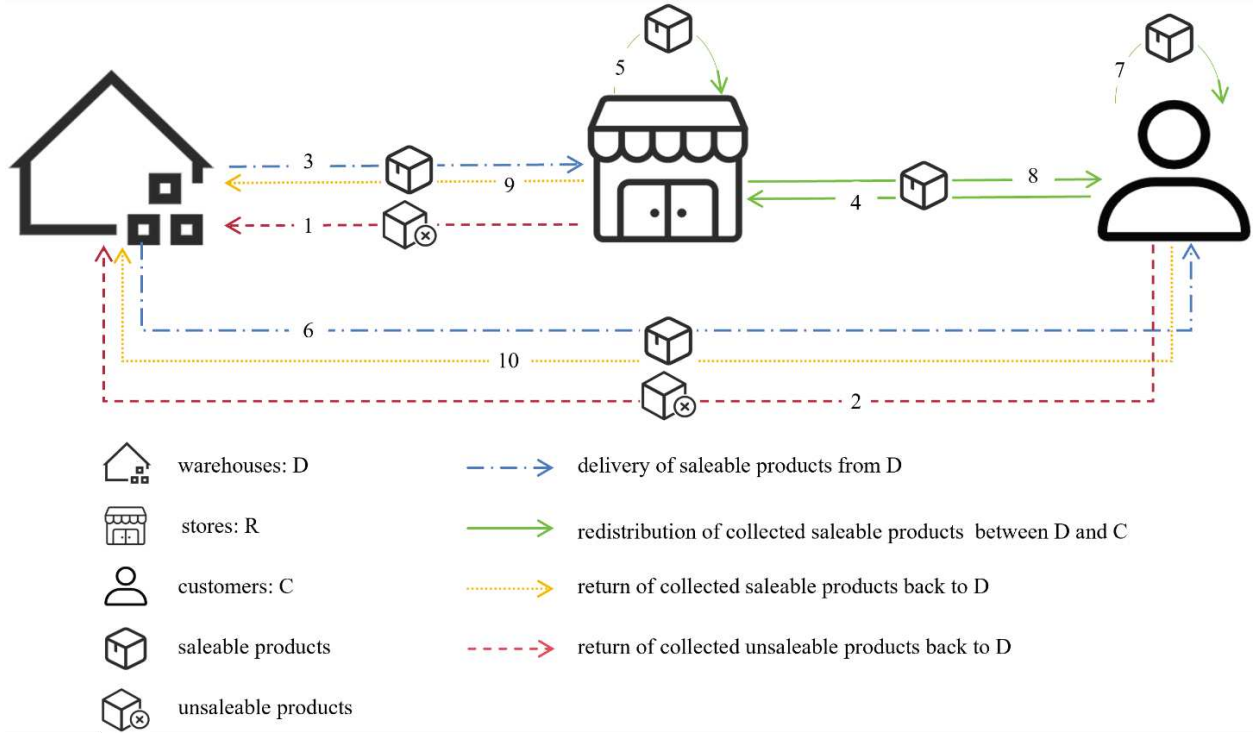 5
7
3
9
8
4
1
6
10
2
warehouses: D
delivery of saleable products from D
stores: R
redistribution of collected saleable products between D and C
customers: C
return of collected saleable products back to D
saleable products
return of collected unsaleable products back to D
unsaleable products